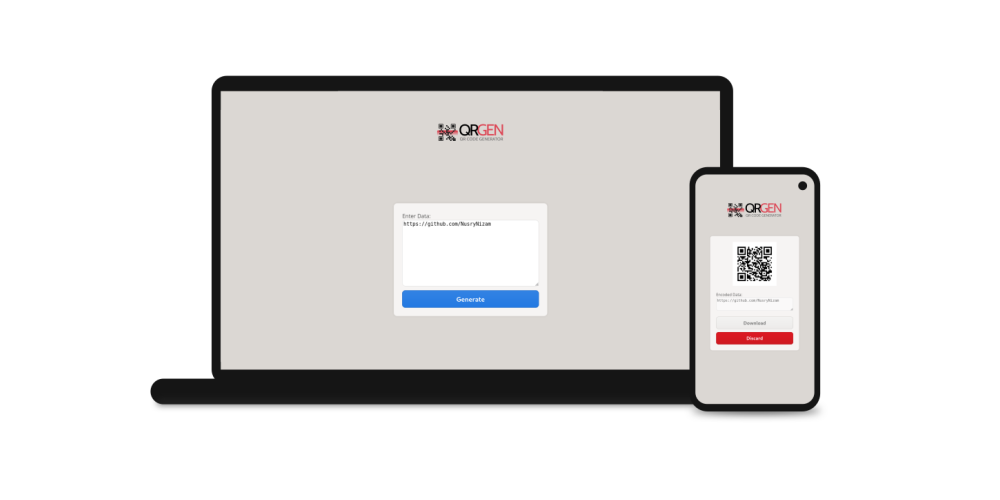 QRGEN
QR CODE GENERATOR
Enter Data:
https://github.com/NusryNizam
Generate
QRGEN
QR CODE GENERATOR
Encoded Data:
https://github.com/NusryNizam
Download
Discard